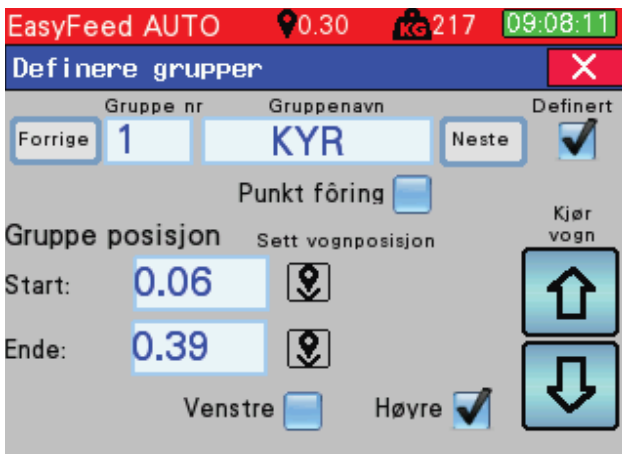 EasyFeed AUTO 0.30 KG 217 09:08:11
Definere grupper X
Gruppe nr Gruppenavn Definert
Forrige 1 KYR Neste
Punkt fôring
Kjør
vogn
Gruppe posisjon Sett vognposisjon
Start: 0.06
Ende: 0.39
Venstre Høyre